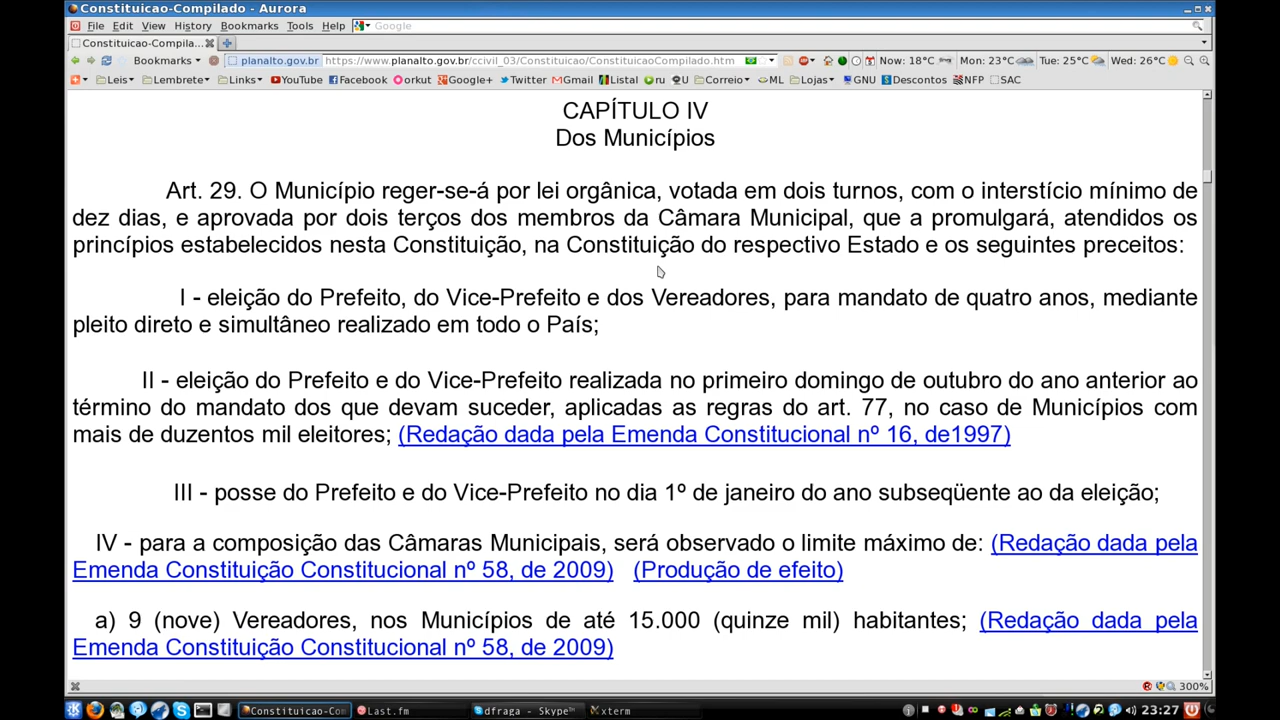 Constituicao-Compilado - Aurora
File Edit View History Bookmarks Tools Help Google
Constituicao-Compila...
Bookmarks planalto.gov.br https://www.planalto.gov.br/ccivil_03/Constituicao/ConstituicaoCompilado.htm Now: 18°C Mon: 23°C Tue: 25°C Wed: 26°C
Leis Lembrete Links YouTube Facebook orkut Google+ Twitter Gmail Listal ru U Correio ML Lojas GNU Descontos NFP SAC
CAPÍTULO IV
Dos Municípios
Art. 29. O Município reger-se-á por lei orgânica, votada em dois turnos, com o interstício mínimo de
dez dias, e aprovada por dois terços dos membros da Câmara Municipal, que a promulgará, atendidos os
princípios estabelecidos nesta Constituição, na Constituição do respectivo Estado e os seguintes preceitos:
I - eleição do Prefeito, do Vice-Prefeito e dos Vereadores, para mandato de quatro anos, mediante
pleito direto e simultâneo realizado em todo o País;
II - eleição do Prefeito e do Vice-Prefeito realizada no primeiro domingo de outubro do ano anterior ao
término do mandato dos que devam suceder, aplicadas as regras do art. 77, no caso de Municípios com
mais de duzentos mil eleitores; (Redação dada pela Emenda Constitucional nº 16, de1997)
III - posse do Prefeito e do Vice-Prefeito no dia 1º de janeiro do ano subseqüente ao da eleição;
IV - para a composição das Câmaras Municipais, será observado o limite máximo de: (Redação dada pela
Emenda Constituição Constitucional nº 58, de 2009) (Produção de efeito)
a) 9 (nove) Vereadores, nos Municípios de até 15.000 (quinze mil) habitantes; (Redação dada pela
Emenda Constituição Constitucional nº 58, de 2009)
300%
Constituicao-Com Last.fm dfraga - Skype™ xterm 23:27